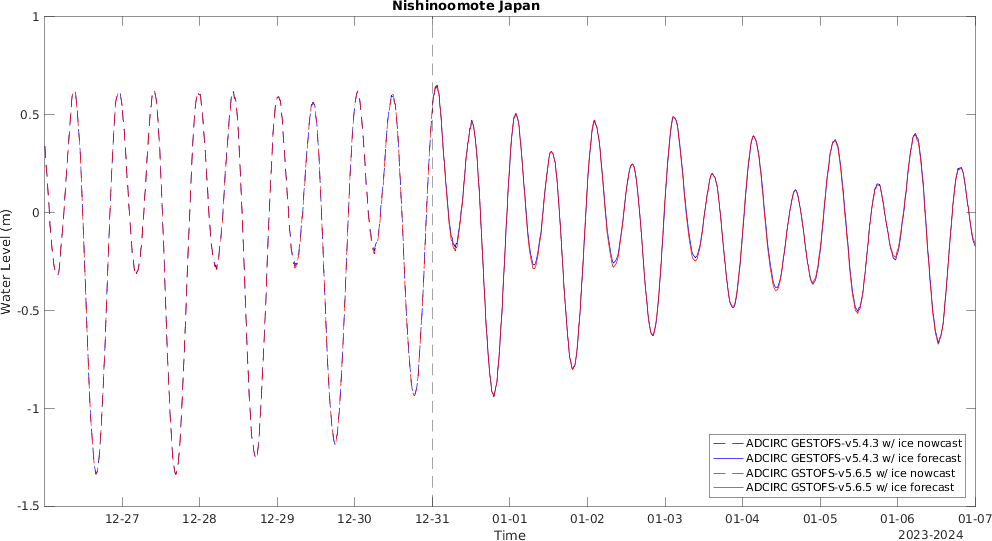 Nishinoomote Japan
Water Level (m)
1
0.5
0
-0.5
-1
-1.5
ADCIRC GESTOFS-v5.4.3 w/ ice nowcast
ADCIRC GESTOFS-v5.4.3 w/ ice forecast
ADCIRC GSTOFS-v5.6.5 w/ ice nowcast
ADCIRC GSTOFS-v5.6.5 w/ ice forecast
12-27 12-28 12-29 12-30 12-31 01-01 01-02 01-03 01-04 01-05 01-06 01-07
Time
2023-2024